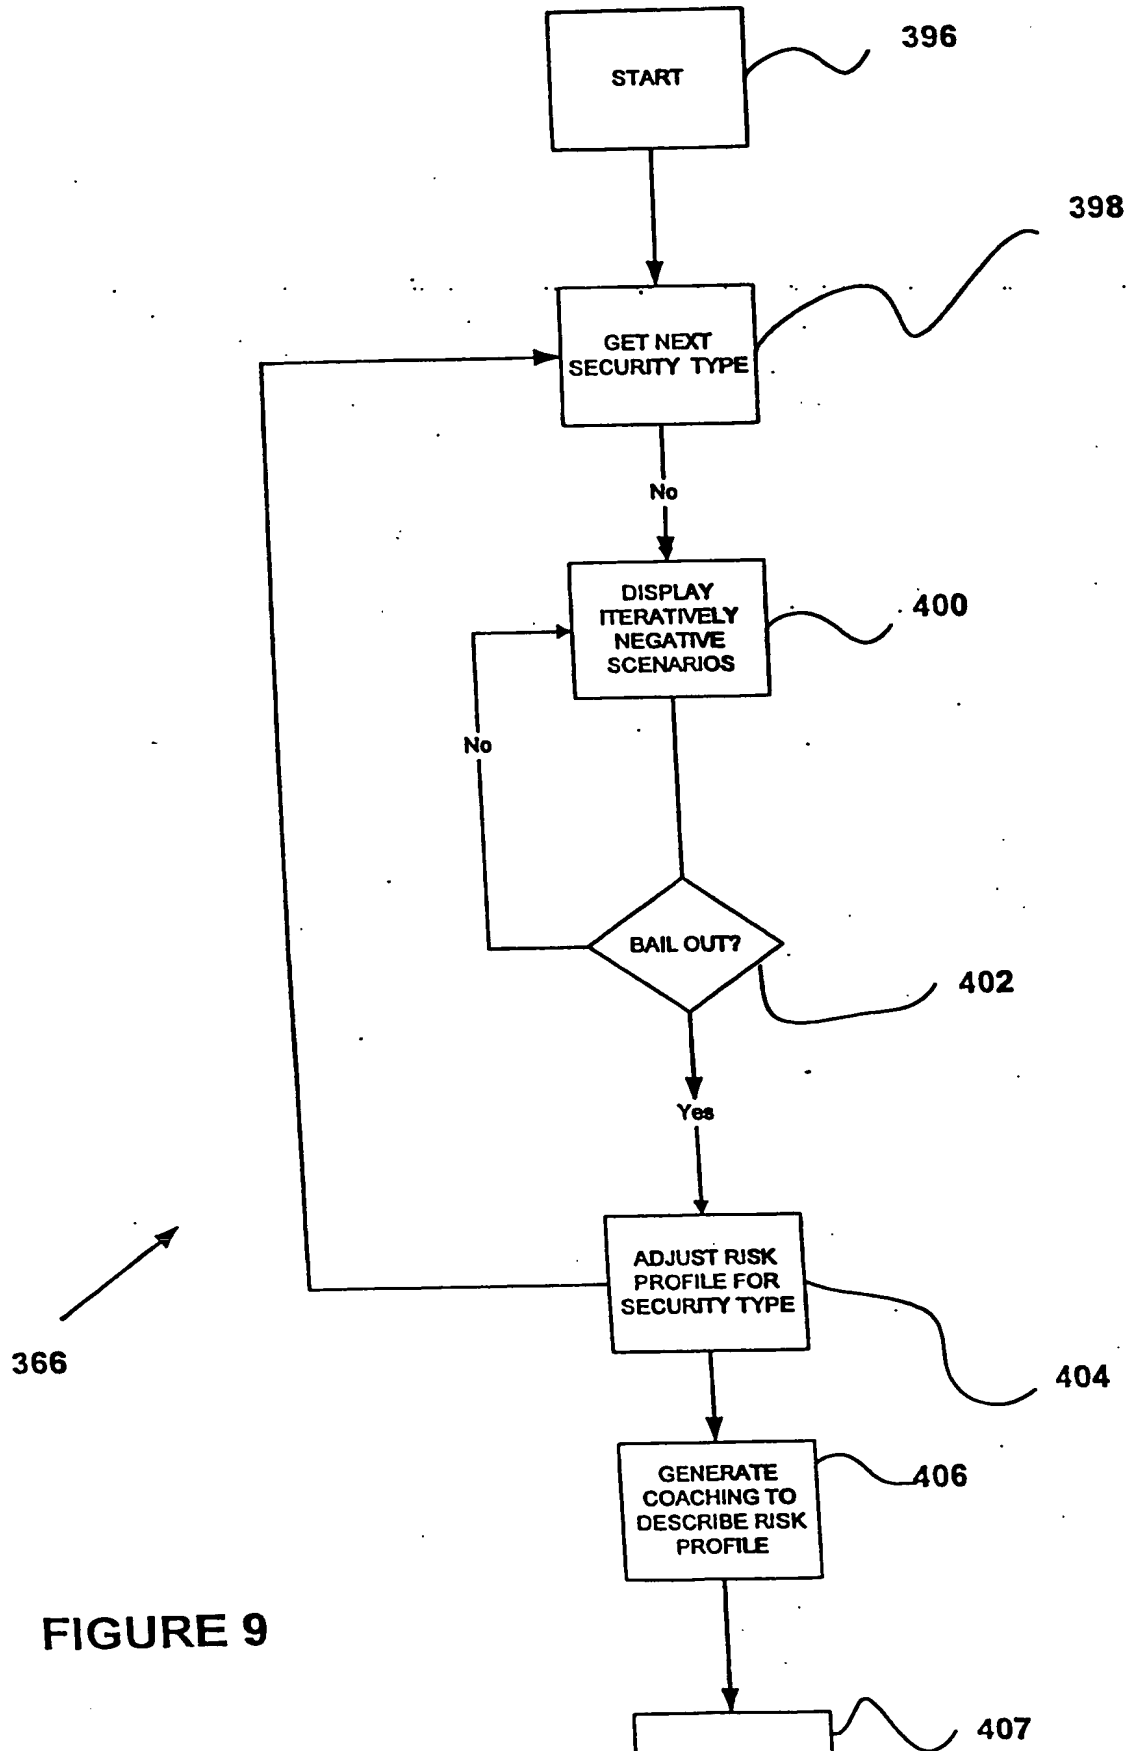 START
396
398
GET NEXT
SECURITY TYPE
No
DISPLAY
ITERATIVELY
NEGATIVE
SCENARIOS
400
No
BAIL OUT?
402
Yes
ADJUST RISK
PROFILE FOR
SECURITY TYPE
366
404
GENERATE
COACHING TO
DESCRIBE RISK
PROFILE
406
FIGURE 9
407